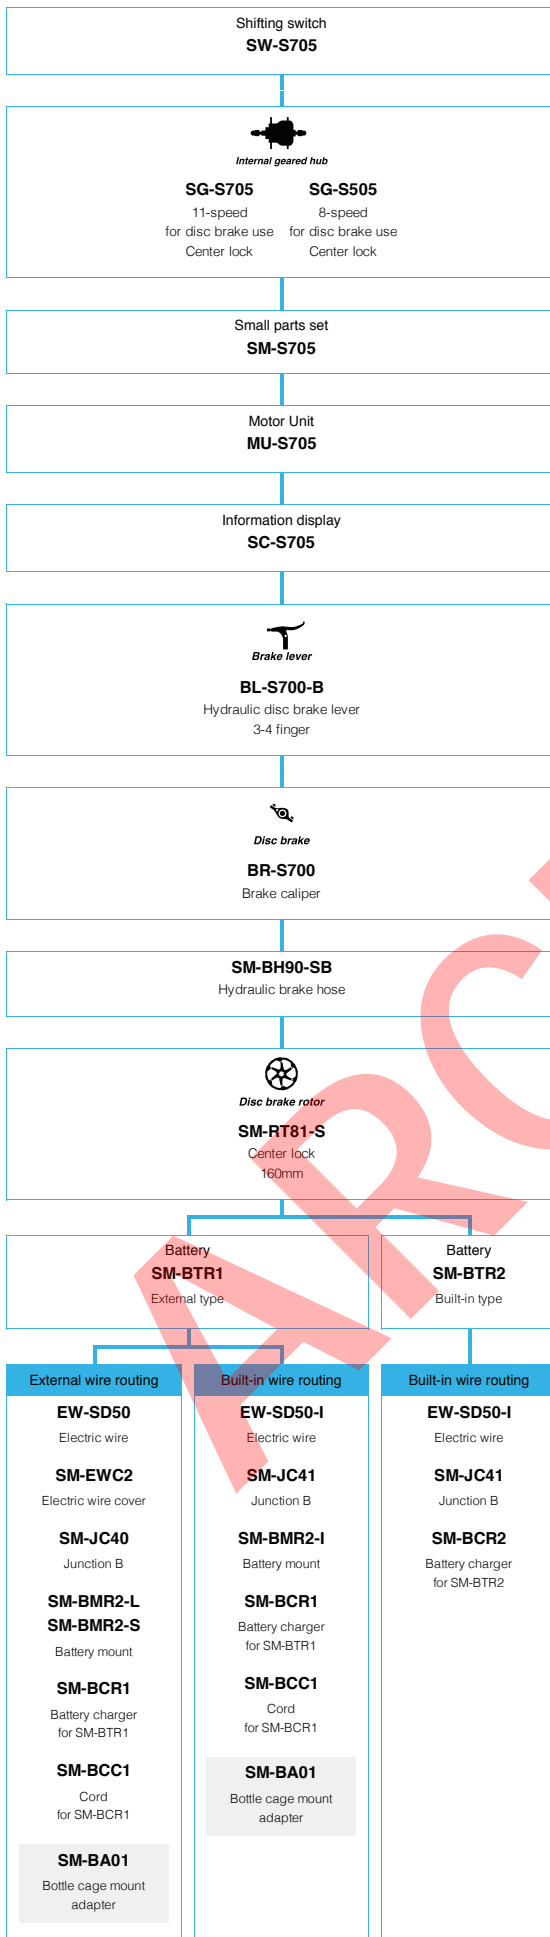 Shifting switch
SW-S705
Internal geared hub
SG-S705
11-speed
for disc brake use
Center lock
SG-S505
8-speed
for disc brake use
Center lock
Small parts set
SM-S705
Motor Unit
MU-S705
Information display
SC-S705
Brake lever
BL-S700-B
Hydraulic disc brake lever
3-4 finger
Disc brake
BR-S700
Brake caliper
SM-BH90-SB
Hydraulic brake hose
Disc brake rotor
SM-RT81-S
Center lock
160mm
Battery
SM-BTR1
External type
Battery
SM-BTR2
Built-in type
External wire routing
EW-SD50
Electric wire
SM-EWC2
Electric wire cover
SM-JC40
Junction B
SM-BMR2-L
SM-BMR2-S
Battery mount
SM-BCR1
Battery charger
for SM-BTR1
SM-BCC1
Cord
for SM-BCR1
SM-BA01
Bottle cage mount
adapter
Built-in wire routing
EW-SD50-I
Electric wire
SM-JC41
Junction B
SM-BMR2-I
Battery mount
SM-BCR1
Battery charger
for SM-BTR1
SM-BCC1
Cord
for SM-BCR1
SM-BA01
Bottle cage mount
adapter
Built-in wire routing
EW-SD50-I
Electric wire
SM-JC41
Junction B
SM-BCR2
Battery charger
for SM-BTR2